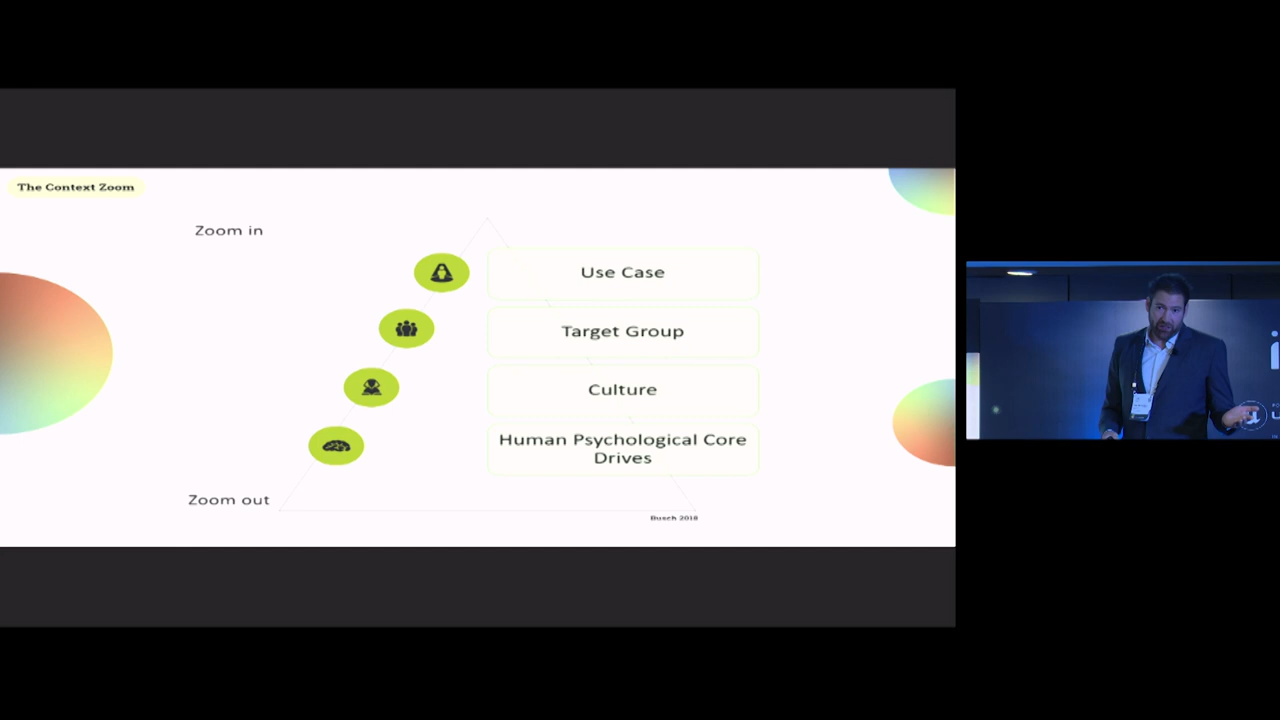 The Context Zoom
Zoom in
Use Case
Target Group
Culture
Human Psychological Core
Drives
Zoom out
Busch 2018